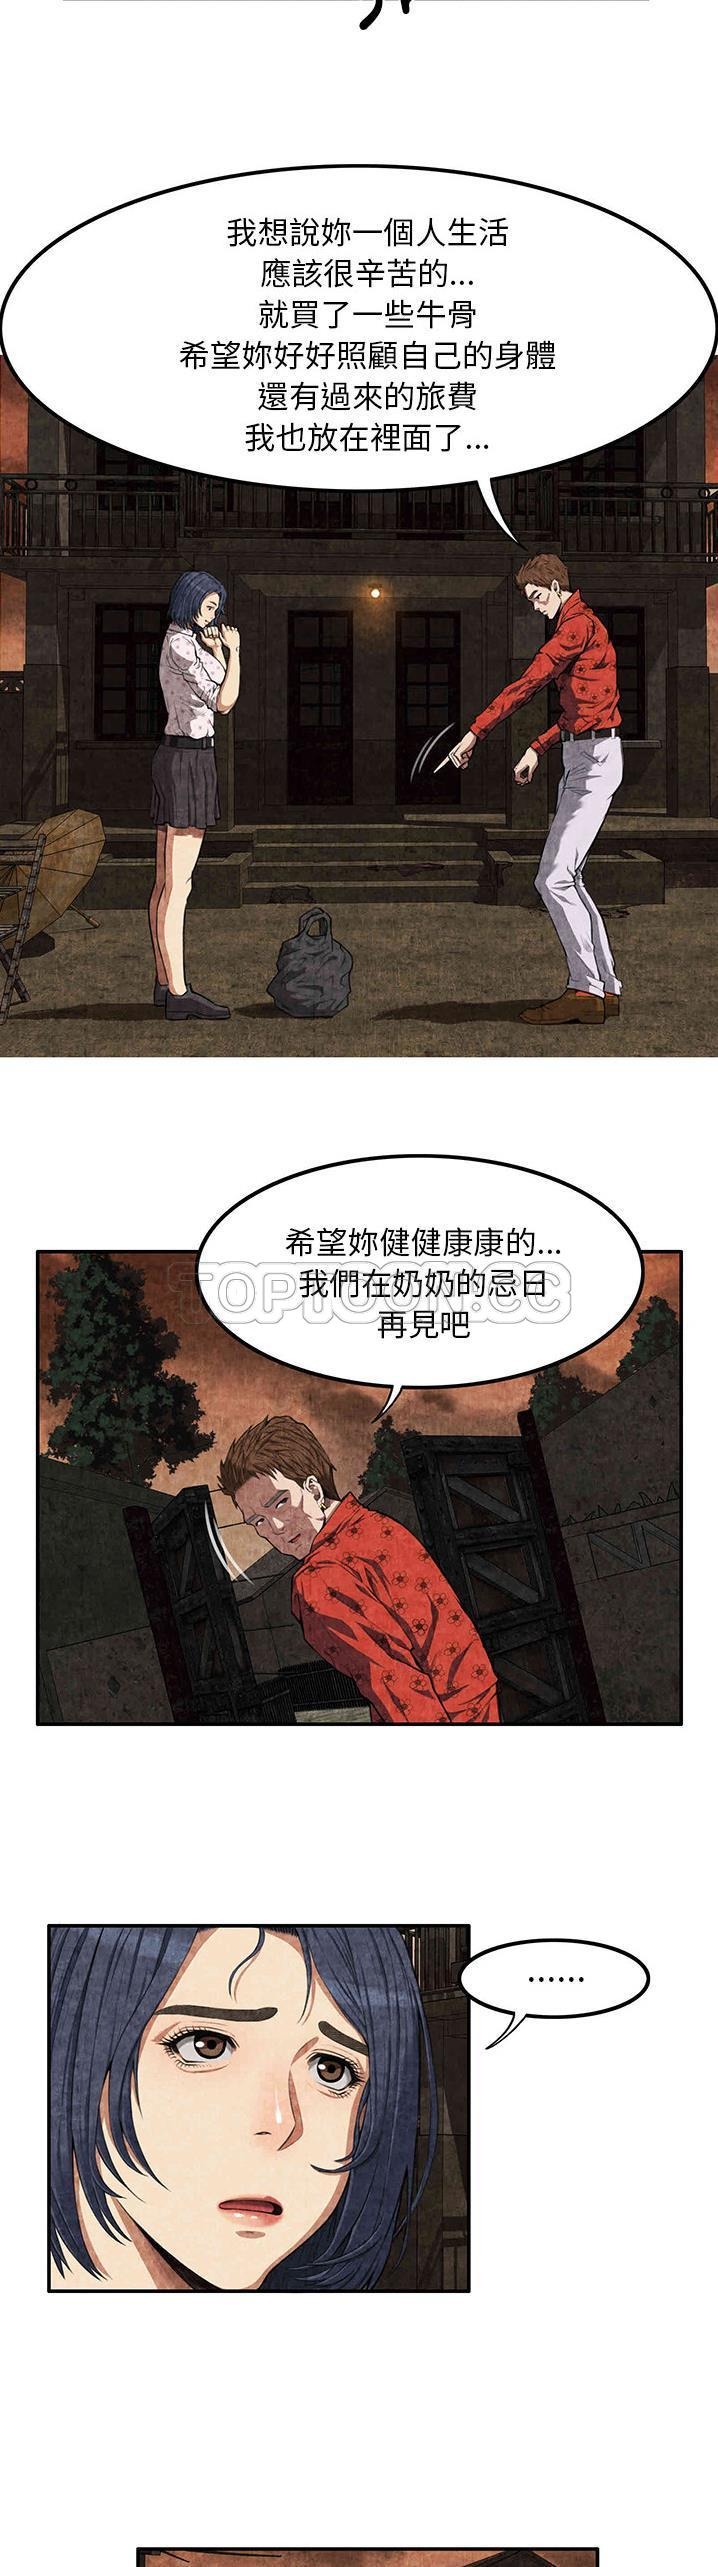 我想說妳一個人生活
應該很辛苦的...
就買了一些牛骨
希望妳好好照顧自己的身體
還有過來的旅費
我也放在裡面了...
希望妳健健康康的...
我們在奶奶的忌日
再見吧
TOPTOON.CC
......